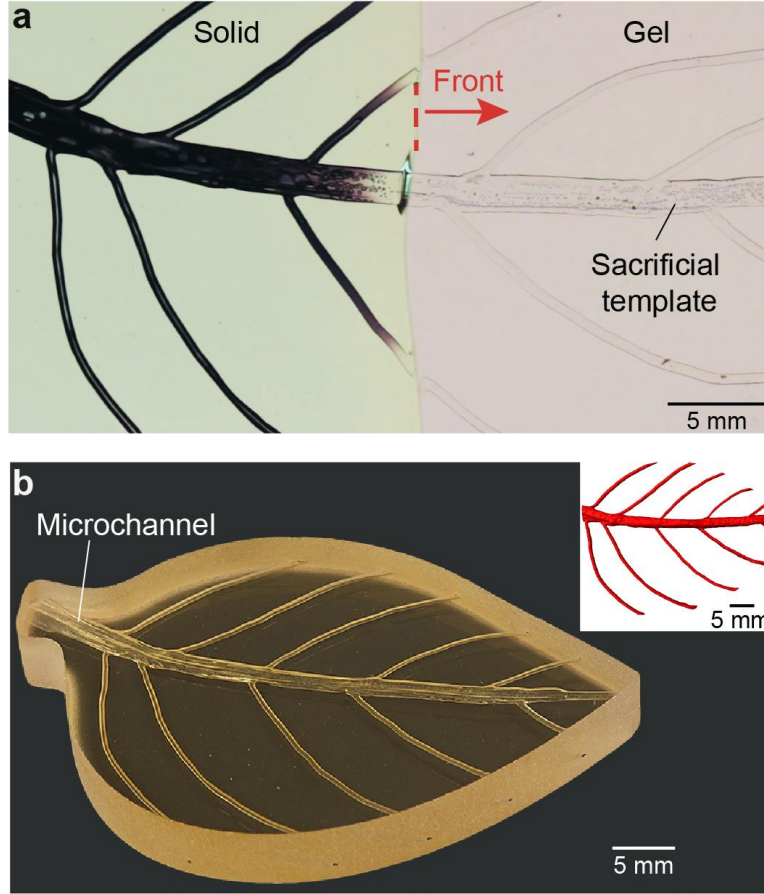 a
Solid
Gel
Front
Sacrificial
template
5 mm
b
Microchannel
5 mm
5 mm